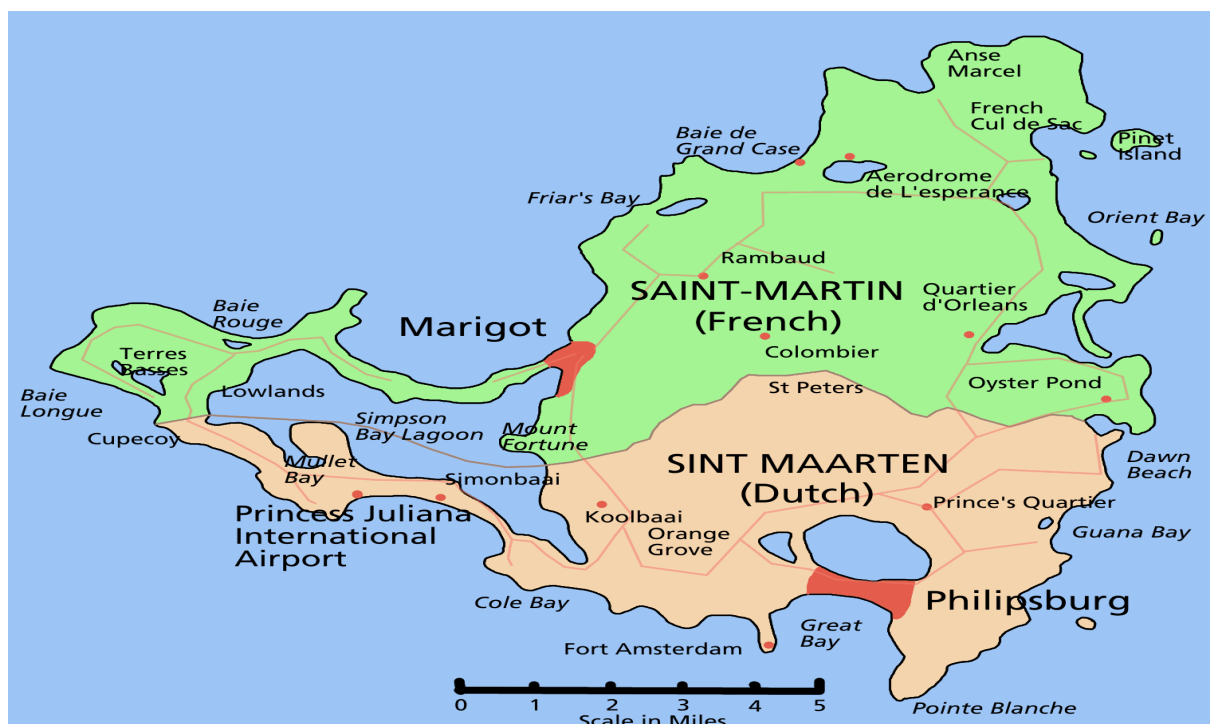 Anse
Marcel
French
Cul de Sac
Pinet
island
Baie de
Grand Case
Aerodrome
de L'esperance
Friar's Bay
Orient Bay
Rambaud
SAINT-MARTIN
(French)
Quartier
d'Orleans
Baie
Rouge
Marigot
Colombier
Terres
Basses
Lowlands
St Peters
Oyster Pond
Baie
Longue
Simpson
Bay Lagoon
Mount
Fortune
Cupecoy
Mullet
Bay
Simonbaai
SINT MAARTEN
(Dutch)
Dawn
Beach
Princess Juliana
International
Airport
Koolbaai
Orange
Grove
Prince's Quartier
Guana Bay
Cole Bay
Philipsburg
Great
Bay
Fort Amsterdam
Pointe Blanche
0 1 2 3 4 5
Scale in Miles